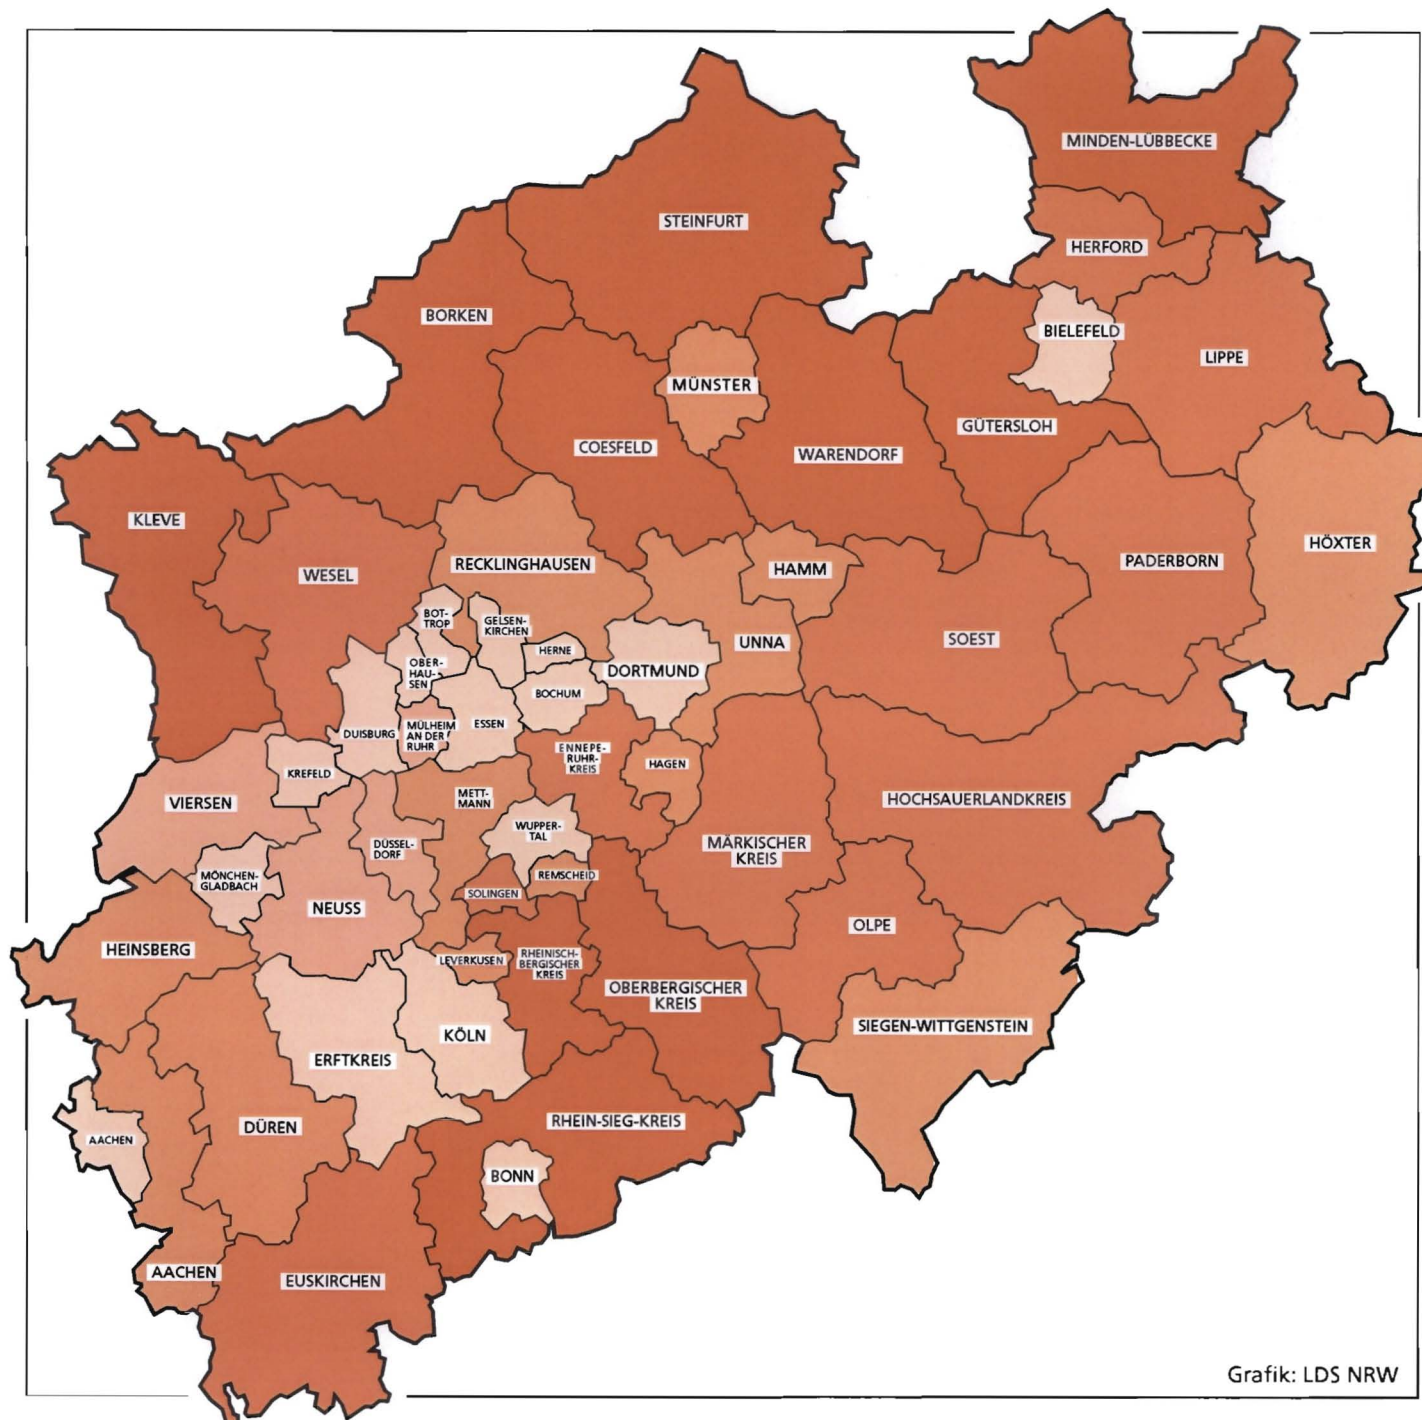 MINDEN-LÜBBECKE
STEINFURT
HERFORD
BORKEN
BIELEFELD
LIPPE
MÜNSTER
GÜTERSLOH
COESFELD
WARENDORF
KLEVE
HÖXTER
RECKLINGHAUSEN
PADERBORN
HAMM
WESEL
BOT-
TROP
GELSEN-
KIRCHEN
UNNA
SOEST
HERNE
OBER-
HAU-
SEN
DORTMUND
BOCHUM
ESSEN
DUISBURG
MÜLHEIM
AN DER
RUHR
ENNEPE-
RUHR-
KREIS
HAGEN
KREFELD
VIERSEN
METT-
MANN
HOCHSAUERLANDKREIS
WUPPER-
TAL
DÜSSEL-
DORF
MÄRKISCHER
KREIS
MÖNCHEN-
GLADBACH
REMSCHEID
SOLINGEN
NEUSS
OLPE
HEINSBERG
LEVERKUSEN
RHEINISCH-
BERGISCHER
KREIS
OBERBERGISCHER
KREIS
SIEGEN-WITTGENSTEIN
KÖLN
ERFTKREIS
RHEIN-SIEG-KREIS
DÜREN
AACHEN
BONN
AACHEN
EUSKIRCHEN
Grafik: LDS NRW